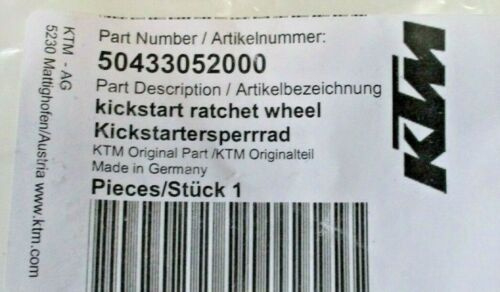 Part Number / Artikelnummer:
50433052000
Part Description / Artikelbezeichnung
kickstart ratchet wheel
Kickstartersperrrad
KTM Original Part /KTM Originalteil
Made in Germany
Pieces/Stück 1
KTM - AG
5230 Mattighofen/Austria www.ktm.com
KTM